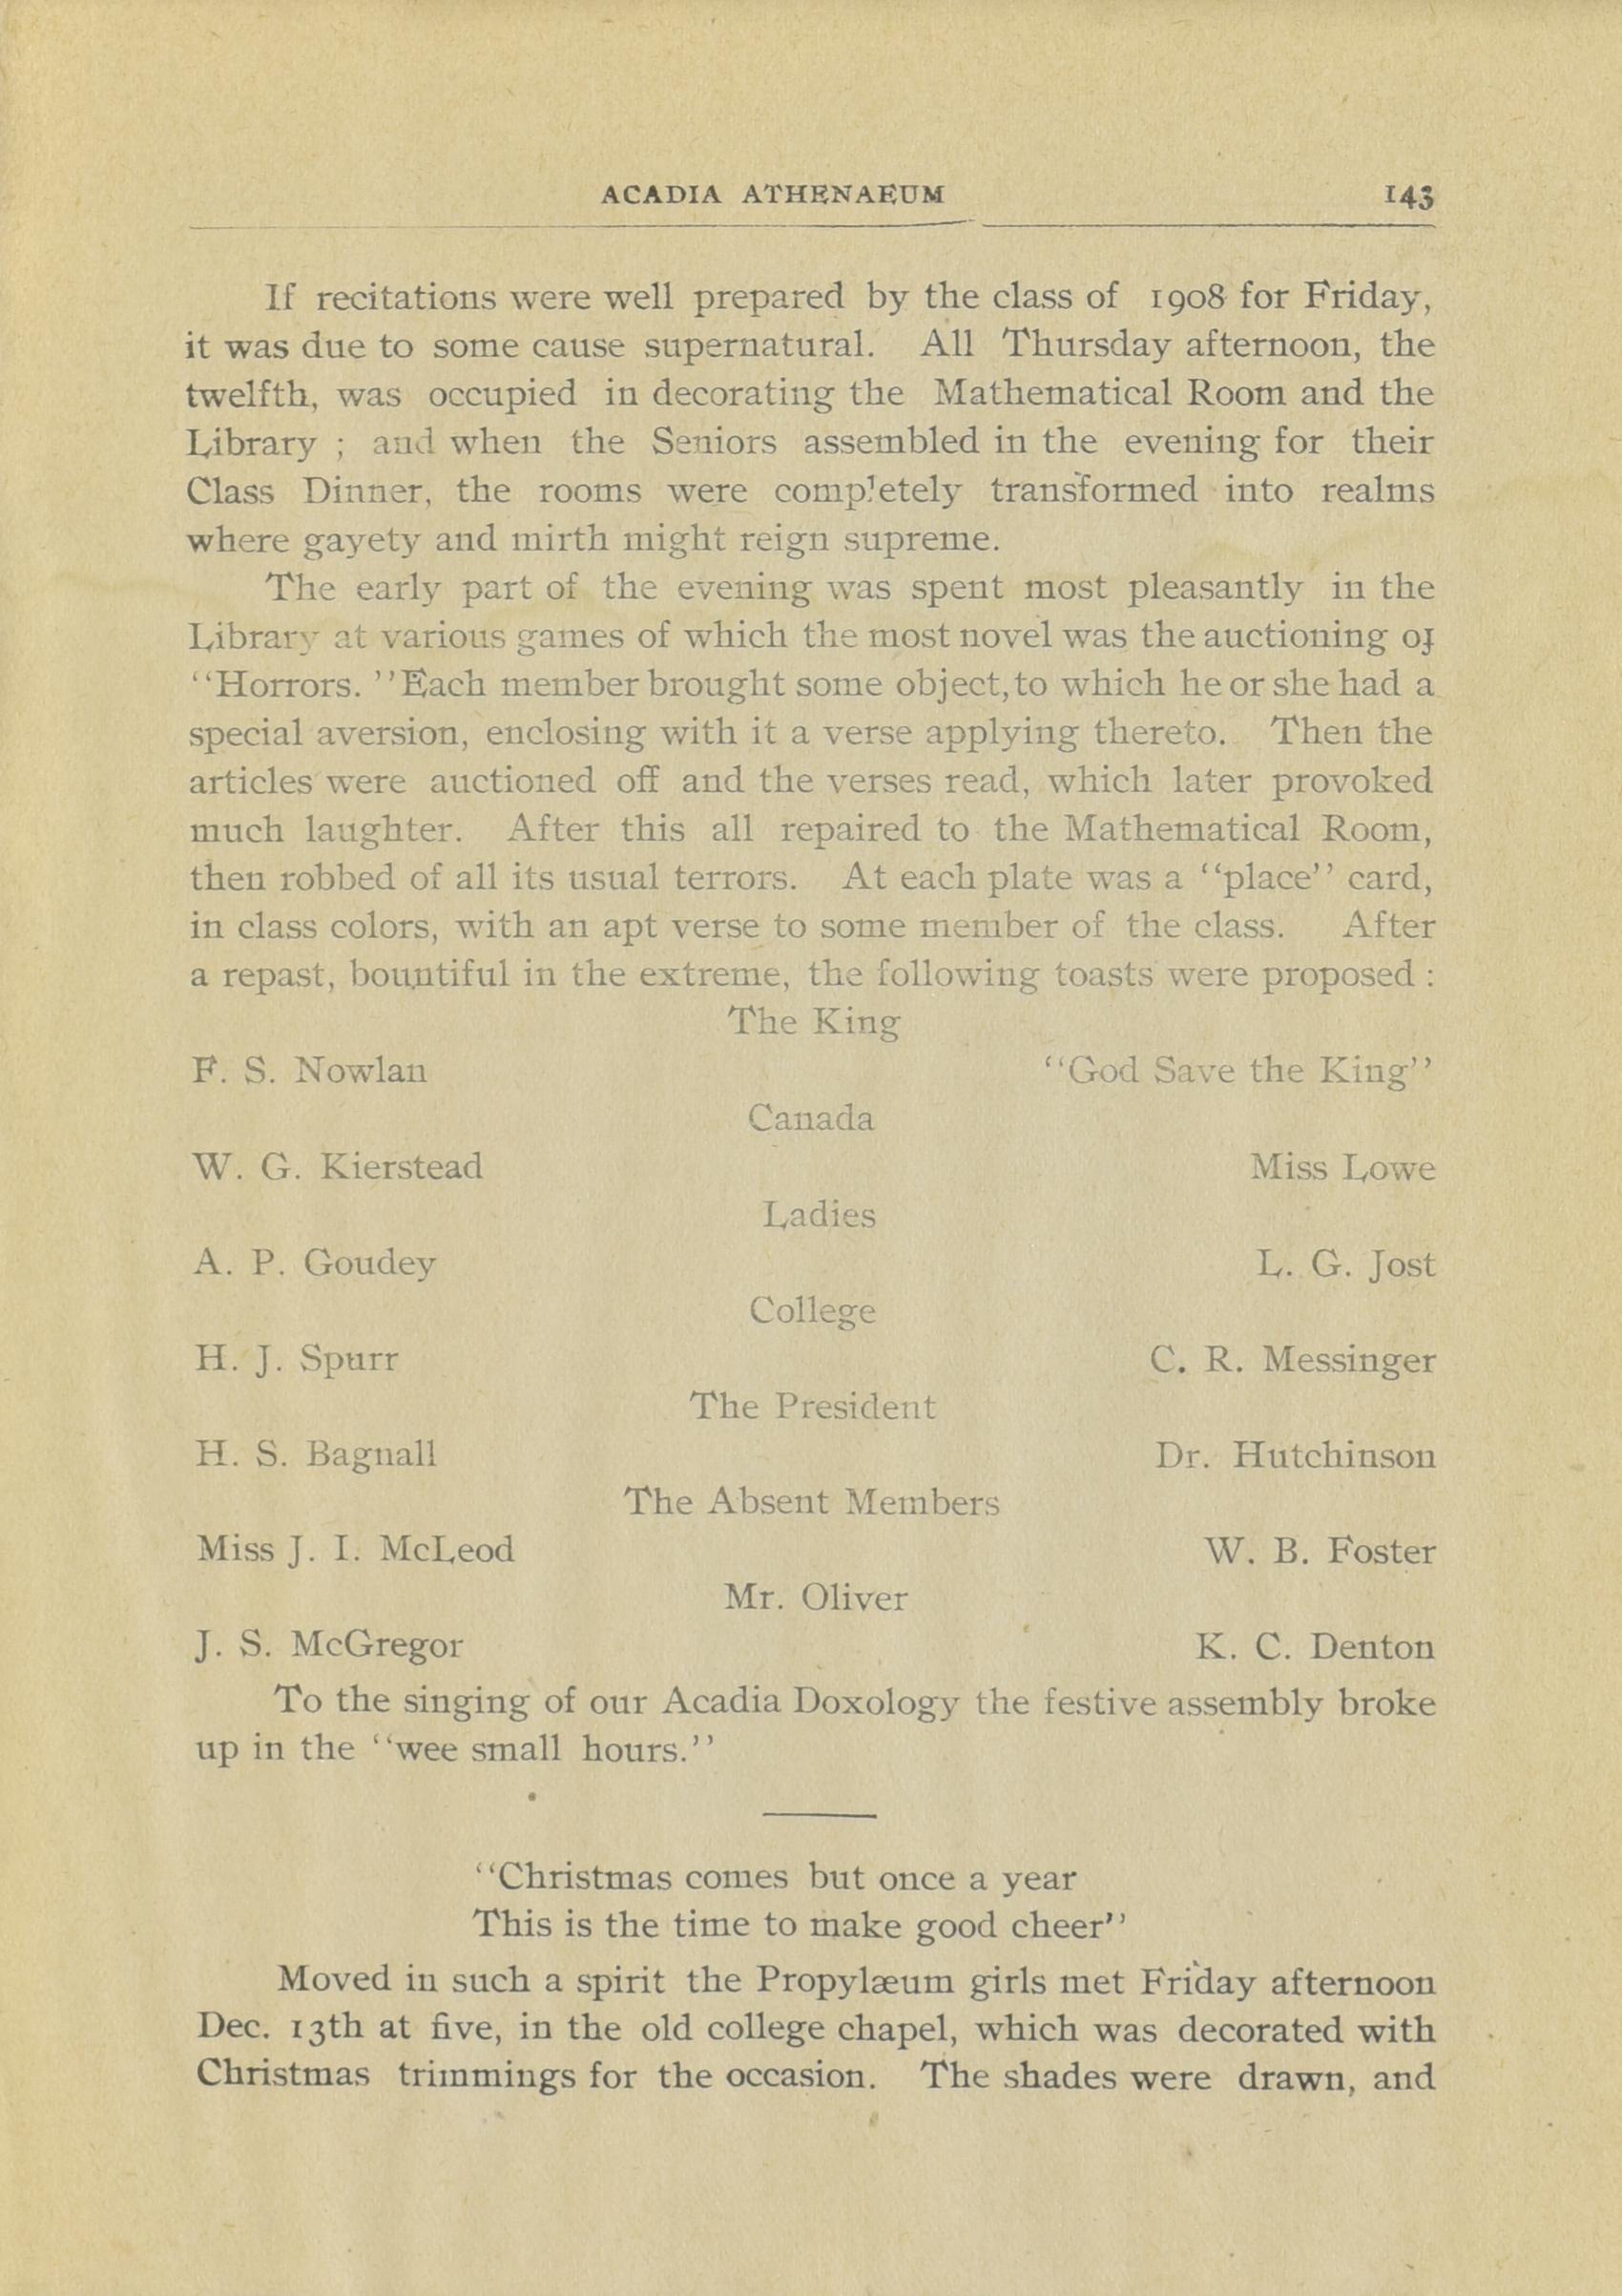 ACADIA ATHENAEUM 143
If recitations were well prepared by the class of 1908 for Friday,
it was due to some cause supernatural. All Thursday afternoon, the
twelfth, was occupied in decorating the Mathematical Room and the
Library ; and when the Seniors assembled in the evening for their
Class Dinner, the rooms were completely transformed into realms
where gayety and mirth might reign supreme.
The early part of the evening was spent most pleasantly in the
Library at various games of which the most novel was the auctioning of
"Horrors. "Each member brought some object, to which he or she had a
special aversion, enclosing with it a verse applying thereto. Then the
articles were auctioned off and the verses read, which later provoked
much laughter. After this all repaired to the Mathematical Room,
then robbed of all its usual terrors. At each plate was a "place" card,
in class colors, with an apt verse to some member of the class. After
a repast, bountiful in the extreme, the following toasts were proposed :
The King
F. S. Nowlan "God Save the King"
Canada
W. G. Kierstead Miss Lowe
Ladies
A. P. Goudey L. G. Jost
College
H. J. Spurr C. R. Messinger
The President
H. S. Bagnall Dr. Hutchinson
The Absent Members
Miss J. I. McLeod W. B. Foster
Mr. Oliver
J. S. McGregor K. C. Denton
To the singing of our Acadia Doxology the festive assembly broke
up in the "wee small hours."
"Christmas comes but once a year
This is the time to make good cheer"
Moved in such a spirit the Propylæum girls met Friday afternoon
Dec. 13th at five, in the old college chapel, which was decorated with
Christmas trimmings for the occasion. The shades were drawn, and